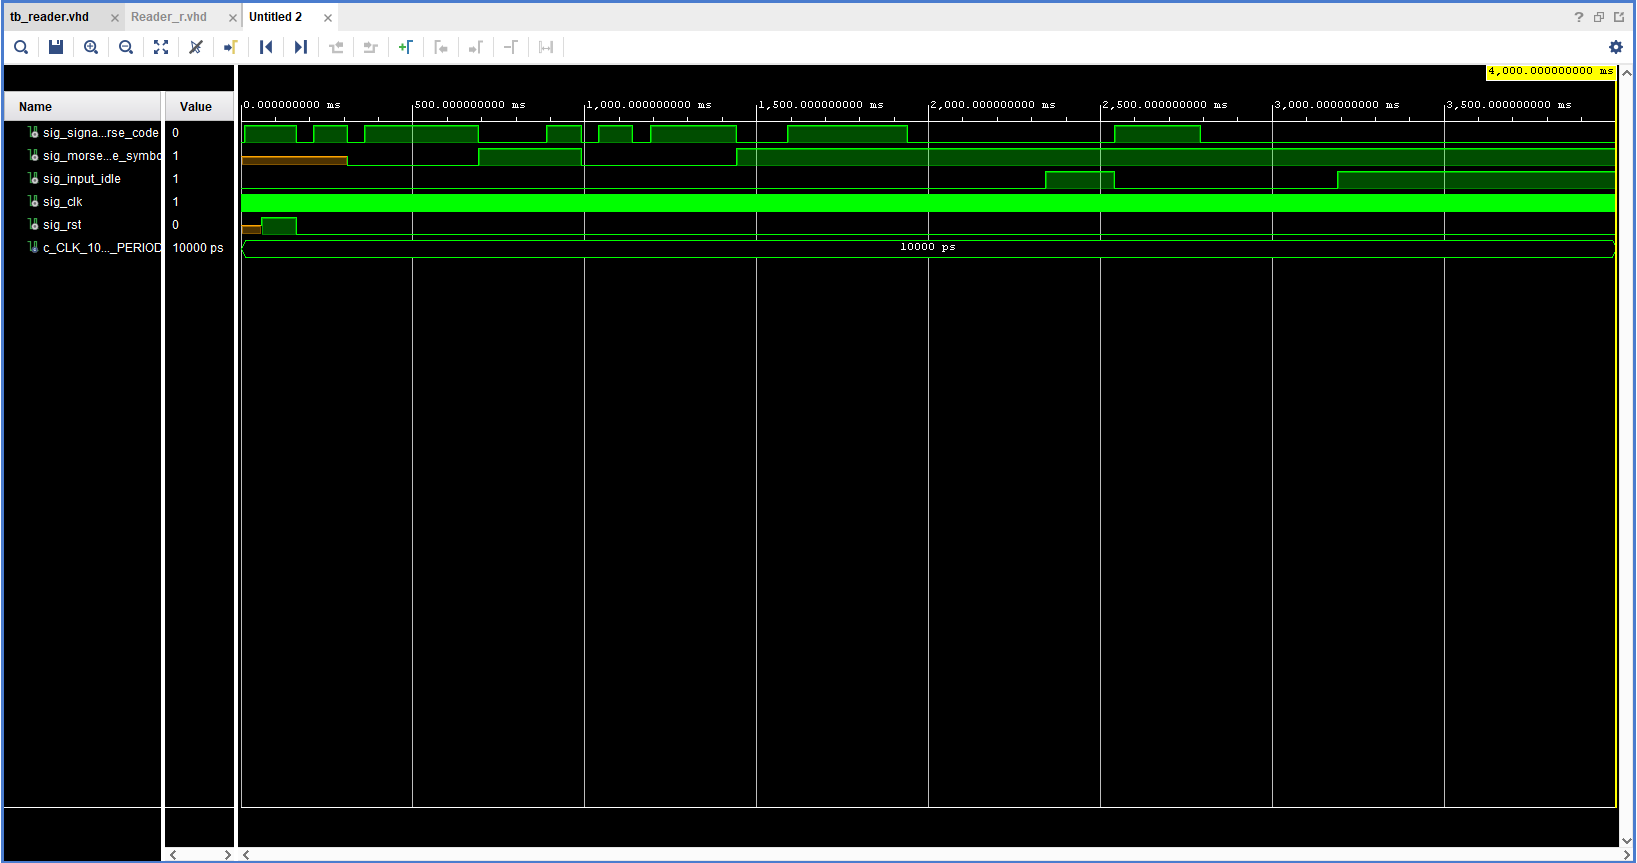 tb_reader.vhd × Reader_r.vhd × Untitled 2 ×
?
4,000.000000000 ms
Name Value
0.000000000 ms 500.000000000 ms 1,000.000000000 ms 1,500.000000000 ms 2,000.000000000 ms 2,500.000000000 ms 3,000.000000000 ms 3,500.000000000 ms
sig_signa...rse_code 0
sig_morse...e_symbo 1
sig_input_idle 1
sig_clk 1
sig_rst 0
c_CLK_10..._PERIOD 10000 ps 10000 ps